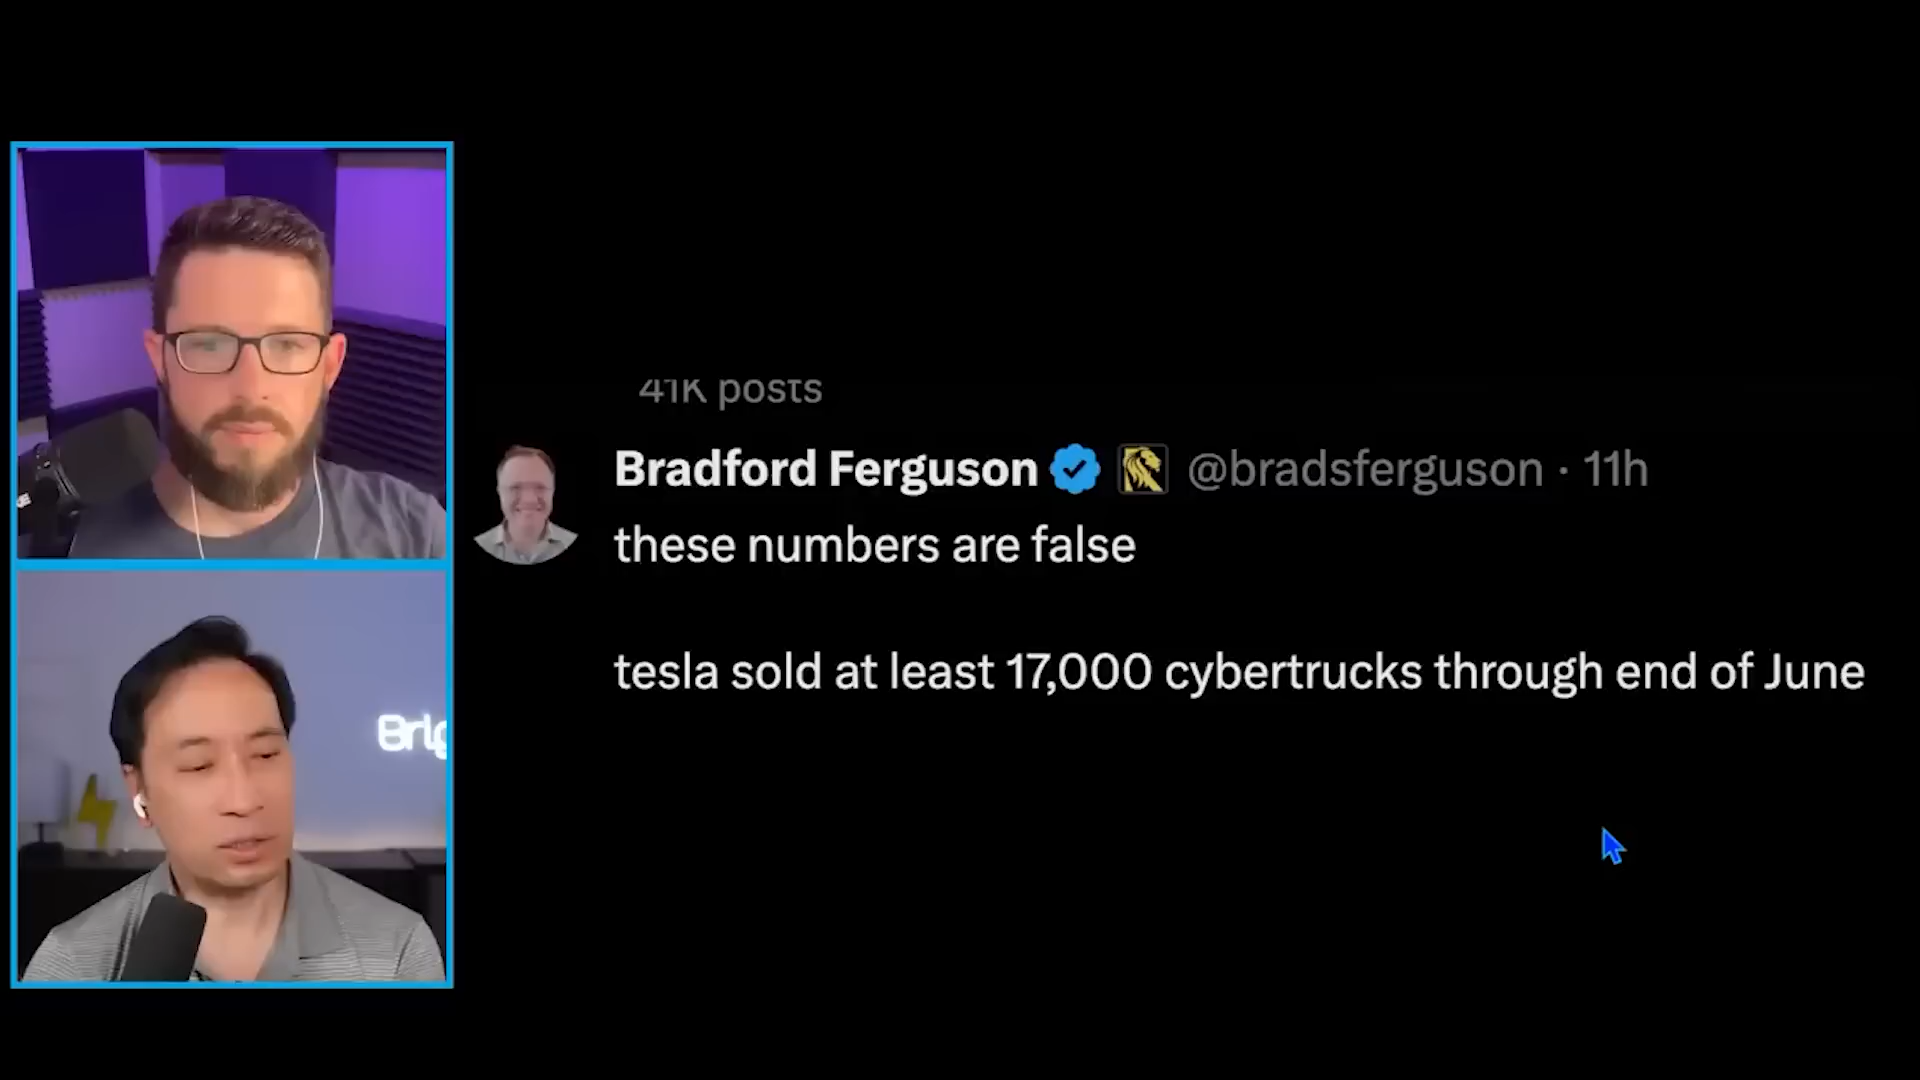 41K posts
Bradford Ferguson @bradsferguson · 11h
these numbers are false
tesla sold at least 17,000 cybertrucks through end of June